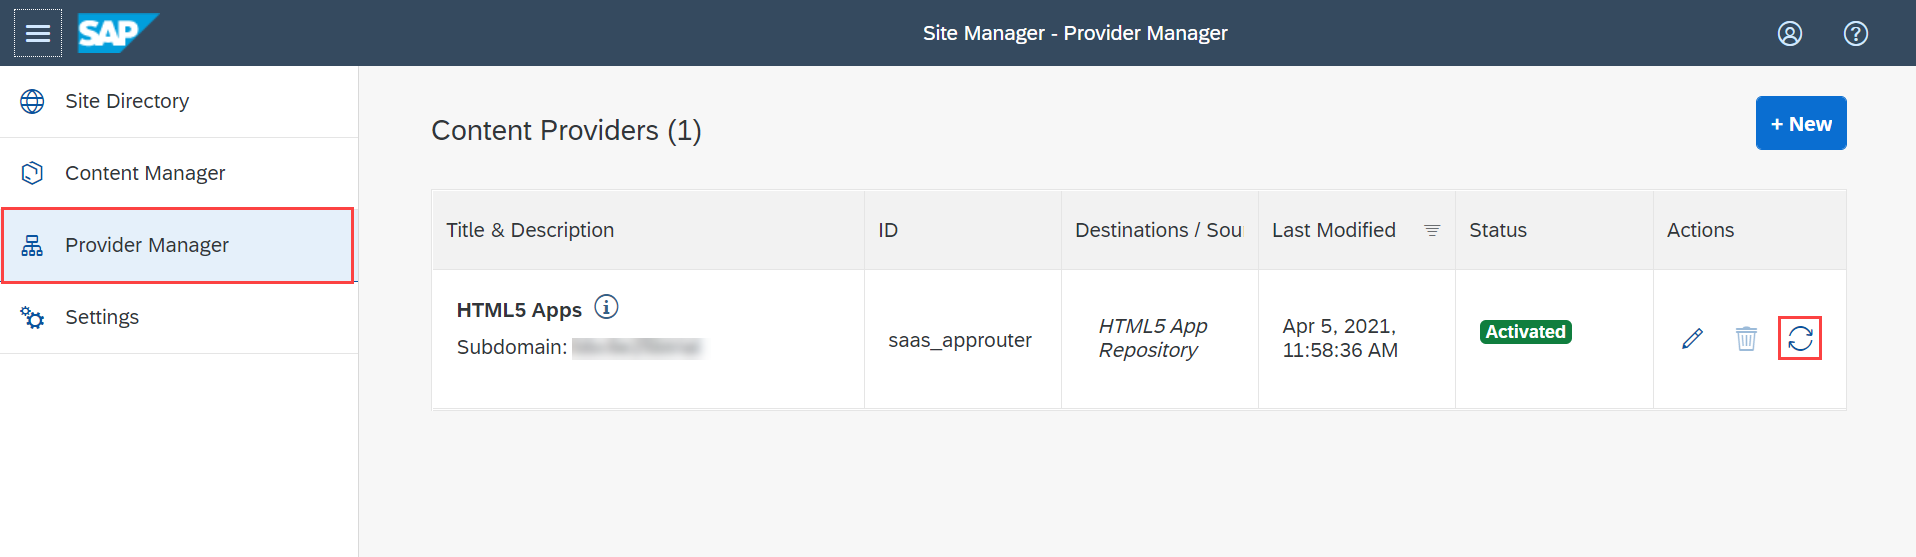 SAP
Site Manager - Provider Manager
Site Directory
Content Manager
Provider Manager
Settings
Content Providers (1)
+ New
Title & Description
ID
Destinations / Sou
Last Modified
Status
Actions
HTML5 Apps
Subdomain:
saas_approuter
HTML5 App
Repository
Apr 5, 2021,
11:58:36 AM
Activated